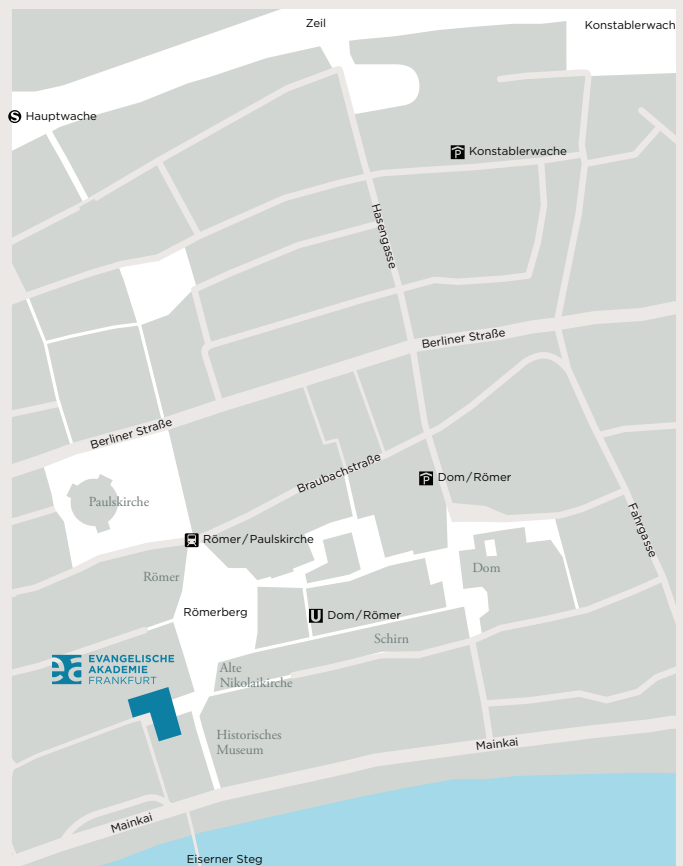 Zeil
Konstablerwach
S Hauptwache
P Konstablerwache
Hasengasse
Berliner Straße
Berliner Straße
Braubachstraße
P Dom/Römer
Paulskirche
Fahrgasse
Römer/Paulskirche
Römer
Dom
Römerberg
U Dom/Römer
Schirn
ea EVANGELISCHE
AKADEMIE
FRANKFURT
Alte
Nikolaikirche
Historisches
Museum
Mainkai
Mainkai
Eiserner Steg